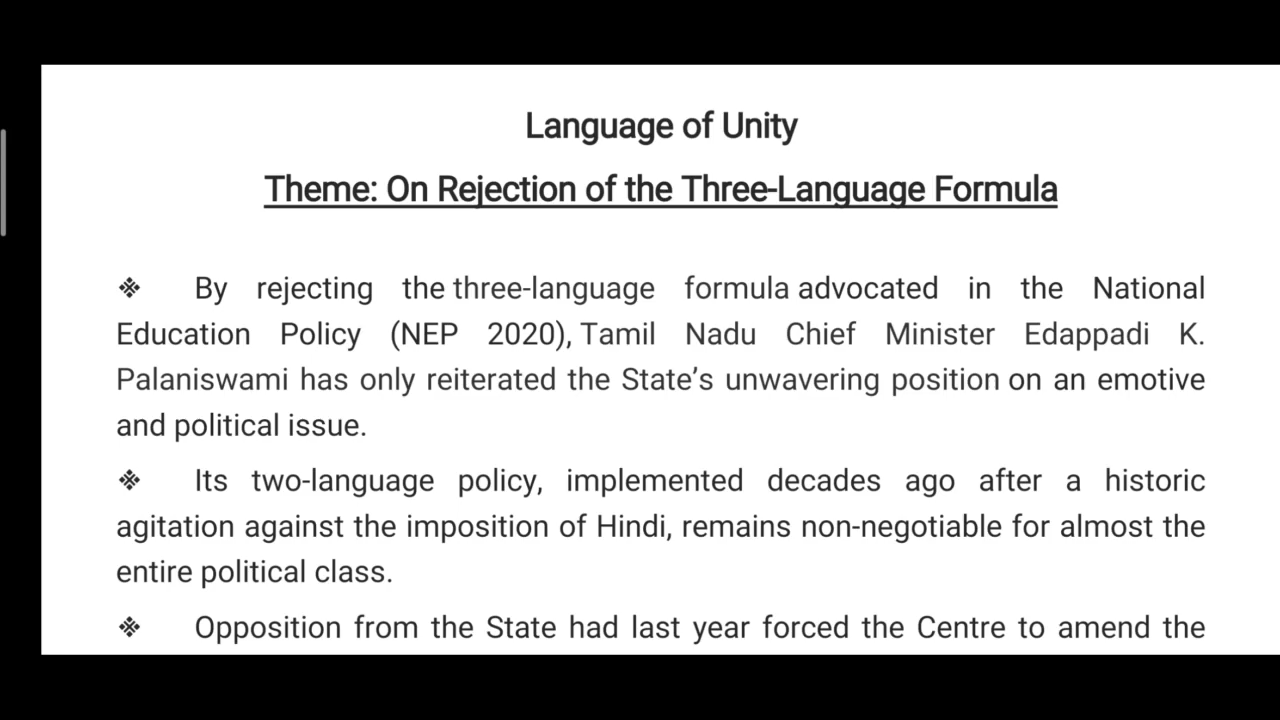 Language of Unity
Theme: On Rejection of the Three-Language Formula
❖ By rejecting the three-language formula advocated in the National
Education Policy (NEP 2020), Tamil Nadu Chief Minister Edappadi K.
Palaniswami has only reiterated the State’s unwavering position on an emotive
and political issue.
❖ Its two-language policy, implemented decades ago after a historic
agitation against the imposition of Hindi, remains non-negotiable for almost the
entire political class.
❖ Opposition from the State had last year forced the Centre to amend the